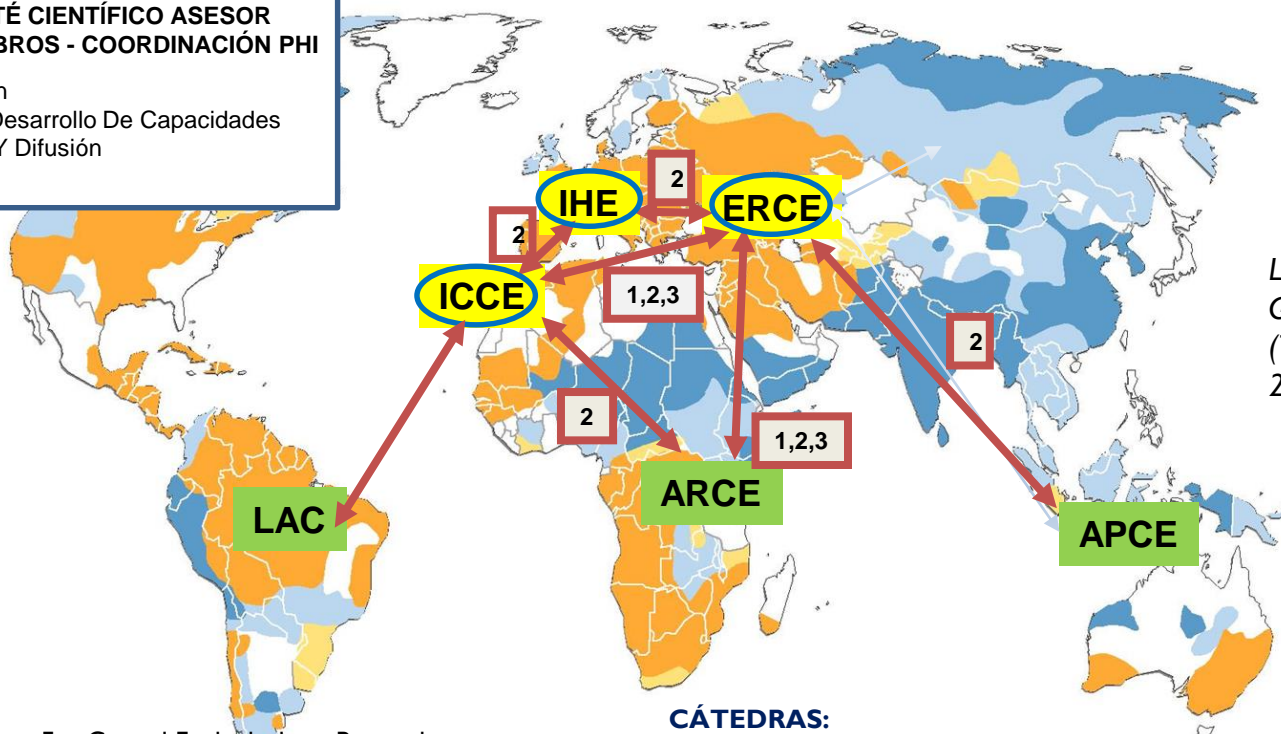 TÉ CIENTÍFICO ASESOR
BROS - COORDINACIÓN PHI
n
Desarrollo De Capacidades
Y Difusión
IHE
2
ERCE
2
ICCE
1,2,3
2
2
1,2,3
LAC
ARCE
APCE
2
CÁTEDRAS: